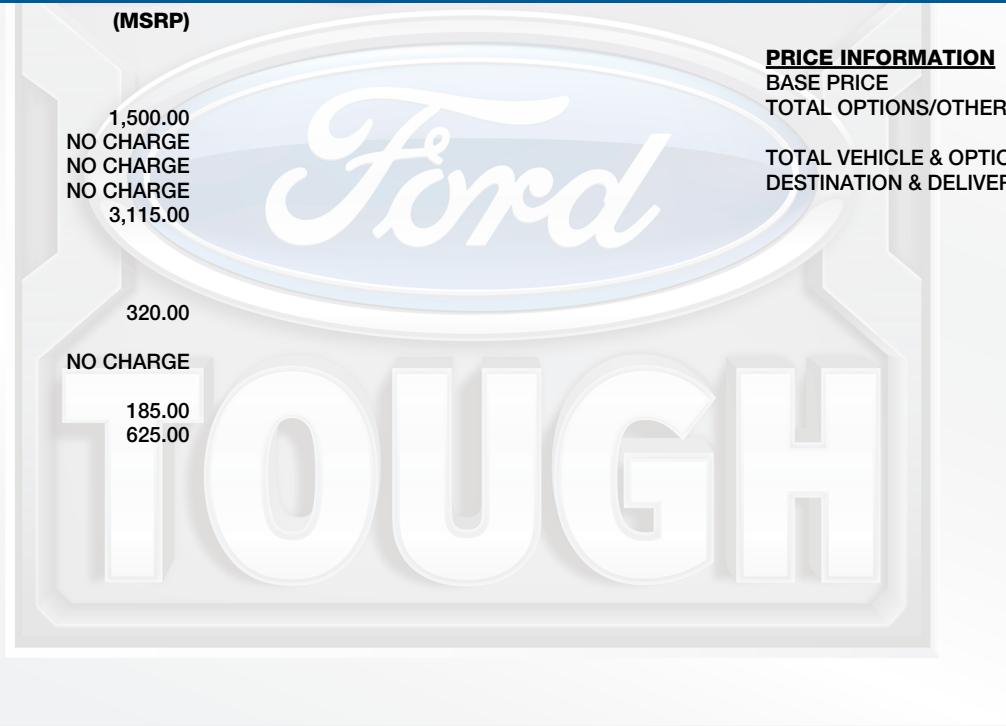 (MSRP)
1,500.00
NO CHARGE
NO CHARGE
NO CHARGE
3,115.00
320.00
NO CHARGE
185.00
625.00
PRICE INFORMATION
BASE PRICE
TOTAL OPTIONS/OTHER
TOTAL VEHICLE & OPTIO
DESTINATION & DELIVER
Ford
TOUGH